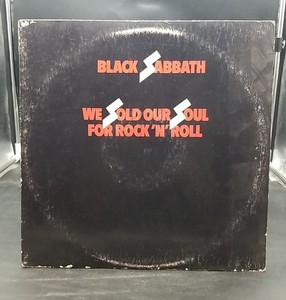 BLACK SABBATH
WE SOLD OUR SOUL
FOR ROCK 'N' ROLL